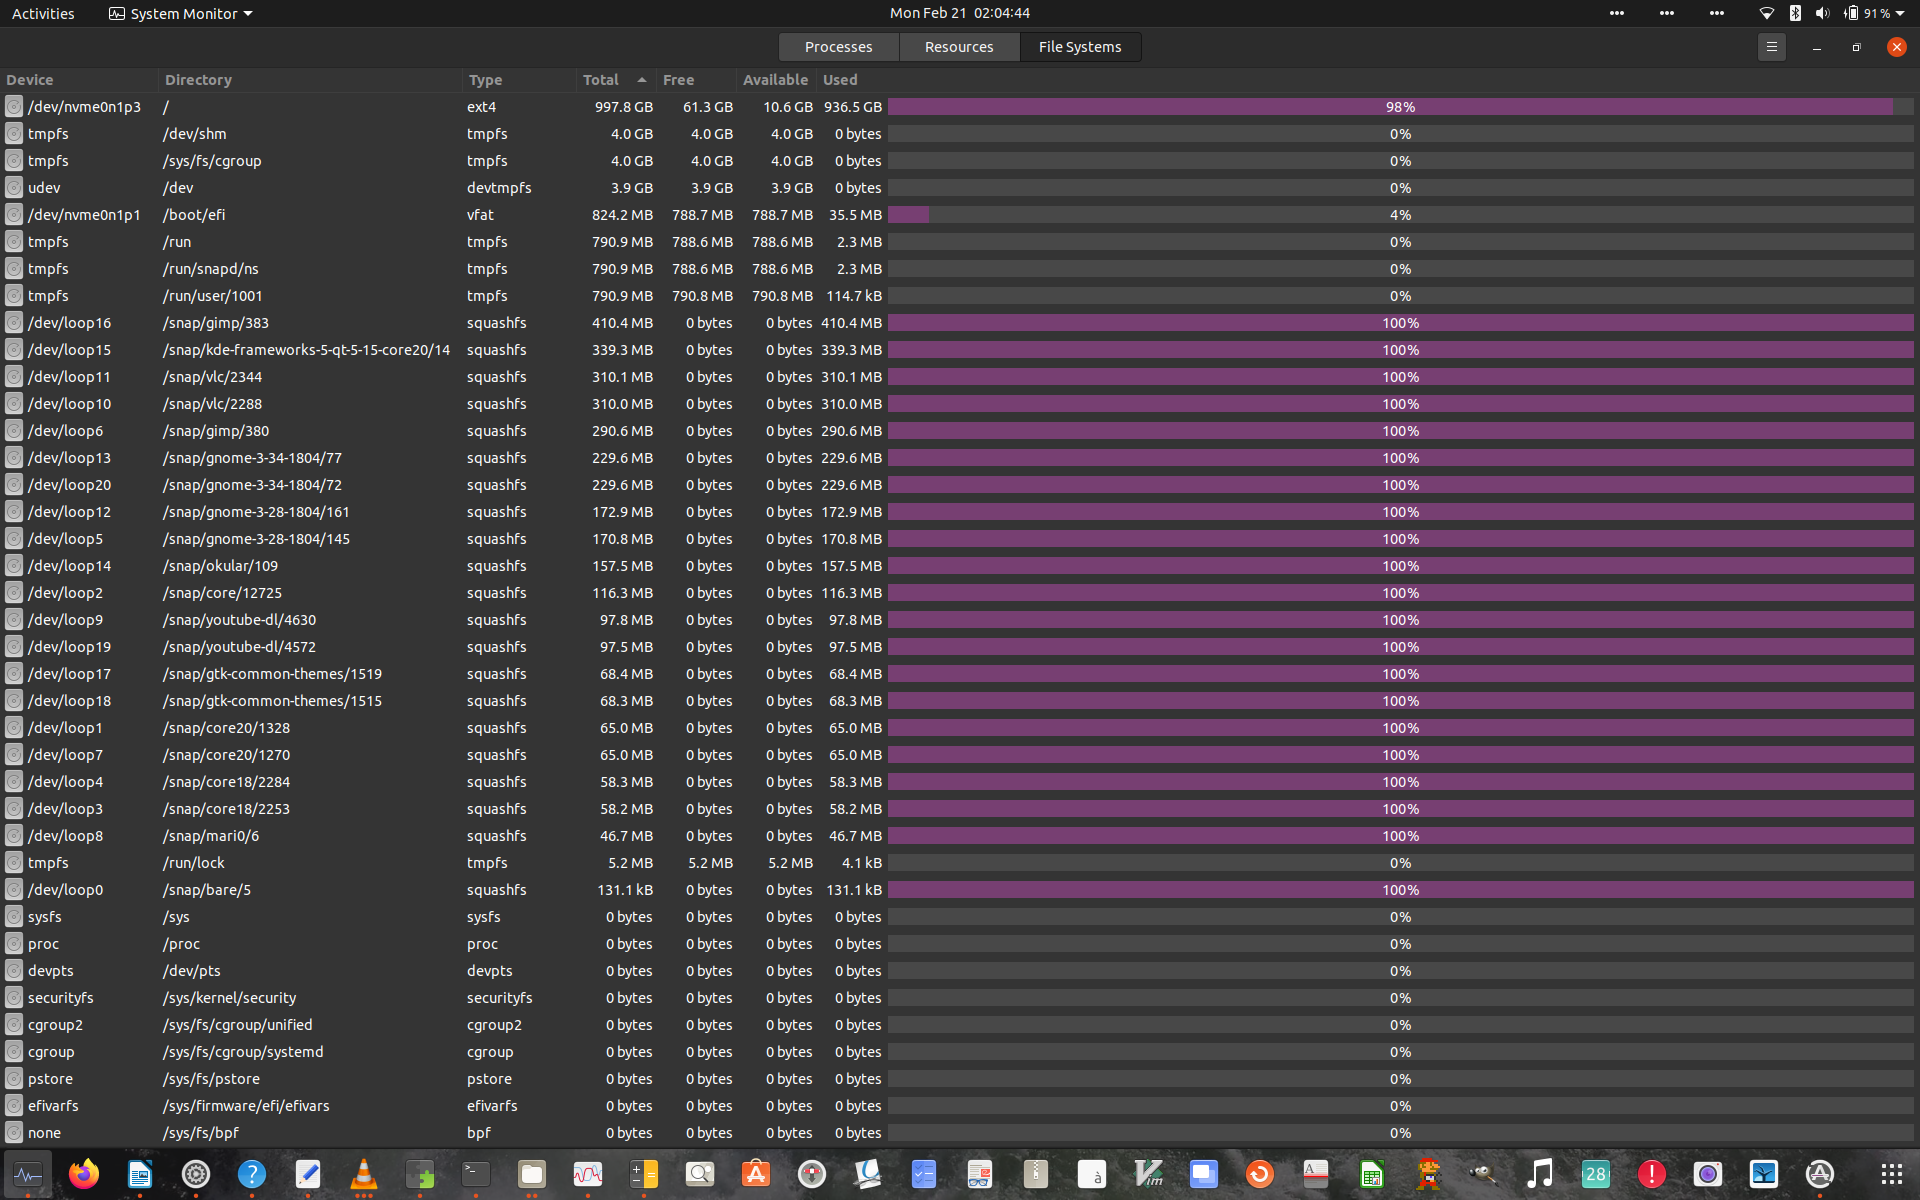 Activities System Monitor Mon Feb 21 02:04:44 91 %
Processes Resources File Systems
Device Directory Type Total Free Available Used
/dev/nvme0n1p3 / ext4 997.8 GB 61.3 GB 10.6 GB 936.5 GB 98%
tmpfs /dev/shm tmpfs 4.0 GB 4.0 GB 4.0 GB 0 bytes 0%
tmpfs /sys/fs/cgroup tmpfs 4.0 GB 4.0 GB 4.0 GB 0 bytes 0%
udev /dev devtmpfs 3.9 GB 3.9 GB 3.9 GB 0 bytes 0%
/dev/nvme0n1p1 /boot/efi vfat 824.2 MB 788.7 MB 788.7 MB 35.5 MB 4%
tmpfs /run tmpfs 790.9 MB 788.6 MB 788.6 MB 2.3 MB 0%
tmpfs /run/snapd/ns tmpfs 790.9 MB 788.6 MB 788.6 MB 2.3 MB 0%
tmpfs /run/user/1001 tmpfs 790.9 MB 790.8 MB 790.8 MB 114.7 kB 0%
/dev/loop16 /snap/gimp/383 squashfs 410.4 MB 0 bytes 0 bytes 410.4 MB 100%
/dev/loop15 /snap/kde-frameworks-5-qt-5-15-core20/14 squashfs 339.3 MB 0 bytes 0 bytes 339.3 MB 100%
/dev/loop11 /snap/vlc/2344 squashfs 310.1 MB 0 bytes 0 bytes 310.1 MB 100%
/dev/loop10 /snap/vlc/2288 squashfs 310.0 MB 0 bytes 0 bytes 310.0 MB 100%
/dev/loop6 /snap/gimp/380 squashfs 290.6 MB 0 bytes 0 bytes 290.6 MB 100%
/dev/loop13 /snap/gnome-3-34-1804/77 squashfs 229.6 MB 0 bytes 0 bytes 229.6 MB 100%
/dev/loop20 /snap/gnome-3-34-1804/72 squashfs 229.6 MB 0 bytes 0 bytes 229.6 MB 100%
/dev/loop12 /snap/gnome-3-28-1804/161 squashfs 172.9 MB 0 bytes 0 bytes 172.9 MB 100%
/dev/loop5 /snap/gnome-3-28-1804/145 squashfs 170.8 MB 0 bytes 0 bytes 170.8 MB 100%
/dev/loop14 /snap/okular/109 squashfs 157.5 MB 0 bytes 0 bytes 157.5 MB 100%
/dev/loop2 /snap/core/12725 squashfs 116.3 MB 0 bytes 0 bytes 116.3 MB 100%
/dev/loop9 /snap/youtube-dl/4630 squashfs 97.8 MB 0 bytes 0 bytes 97.8 MB 100%
/dev/loop19 /snap/youtube-dl/4572 squashfs 97.5 MB 0 bytes 0 bytes 97.5 MB 100%
/dev/loop17 /snap/gtk-common-themes/1519 squashfs 68.4 MB 0 bytes 0 bytes 68.4 MB 100%
/dev/loop18 /snap/gtk-common-themes/1515 squashfs 68.3 MB 0 bytes 0 bytes 68.3 MB 100%
/dev/loop1 /snap/core20/1328 squashfs 65.0 MB 0 bytes 0 bytes 65.0 MB 100%
/dev/loop7 /snap/core20/1270 squashfs 65.0 MB 0 bytes 0 bytes 65.0 MB 100%
/dev/loop4 /snap/core18/2284 squashfs 58.3 MB 0 bytes 0 bytes 58.3 MB 100%
/dev/loop3 /snap/core18/2253 squashfs 58.2 MB 0 bytes 0 bytes 58.2 MB 100%
/dev/loop8 /snap/mari0/6 squashfs 46.7 MB 0 bytes 0 bytes 46.7 MB 100%
tmpfs /run/lock tmpfs 5.2 MB 5.2 MB 5.2 MB 4.1 kB 0%
/dev/loop0 /snap/bare/5 squashfs 131.1 kB 0 bytes 0 bytes 131.1 kB 100%
sysfs /sys sysfs 0 bytes 0 bytes 0 bytes 0 bytes 0%
proc /proc proc 0 bytes 0 bytes 0 bytes 0 bytes 0%
devpts /dev/pts devpts 0 bytes 0 bytes 0 bytes 0 bytes 0%
securityfs /sys/kernel/security securityfs 0 bytes 0 bytes 0 bytes 0 bytes 0%
cgroup2 /sys/fs/cgroup/unified cgroup2 0 bytes 0 bytes 0 bytes 0 bytes 0%
cgroup /sys/fs/cgroup/systemd cgroup 0 bytes 0 bytes 0 bytes 0 bytes 0%
pstore /sys/fs/pstore pstore 0 bytes 0 bytes 0 bytes 0 bytes 0%
efivarfs /sys/firmware/efi/efivars efivarfs 0 bytes 0 bytes 0 bytes 0 bytes 0%
none /sys/fs/bpf bpf 0 bytes 0 bytes 0 bytes 0 bytes 0%
? à Vim A 28 !